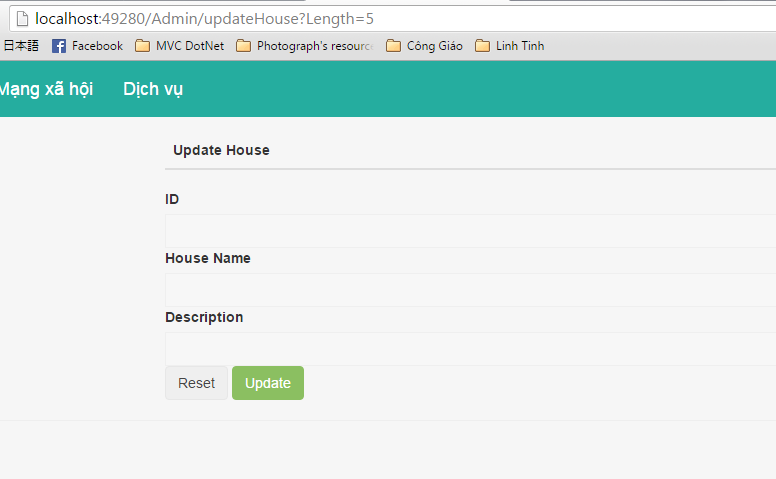 localhost:49280/Admin/updateHouse?Length=5
日本語 Facebook MVC DotNet Photograph's resourc Công Giáo Linh Tinh
Mạng xã hội Dịch vụ
Update House
ID
House Name
Description
Reset Update